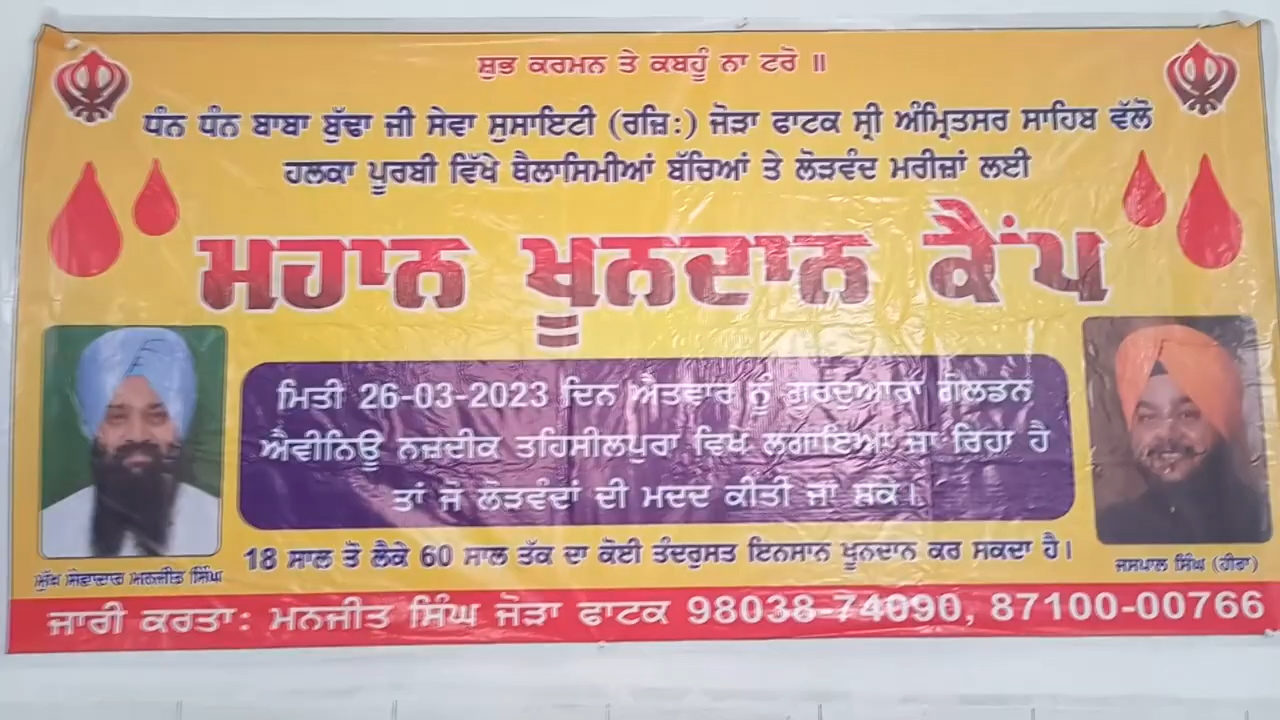 ਸ਼ੁਭ ਕਰਮਨ ਤੇ ਕਬਹੂੰ ਨਾ ਟਰੋ ॥
ਧੰਨ ਧੰਨ ਬਾਬਾ ਬੁੱਢਾ ਜੀ ਸੇਵਾ ਸੁਸਾਇਟੀ (ਰਜ਼ਿ:) ਜੋੜਾ ਫਾਟਕ ਸ੍ਰੀ ਅੰਮ੍ਰਿਤਸਰ ਸਾਹਿਬ ਵੱਲੋ
ਹਲਕਾ ਪੂਰਬੀ ਵਿੱਖੇ ਥੈਲਾਸਿਮੀਆਂ ਬੱਚਿਆਂ ਤੇ ਲੋੜਵੰਦ ਮਰੀਜ਼ਾਂ ਲਈ
ਮਹਾਨ ਖੂਨਦਾਨ ਕੈਂਪ
ਮਿਤੀ 26-03-2023 ਦਿਨ ਐਤਵਾਰ ਨੂੰ ਗੁਰਦੁਆਰਾ ਗੋਲਡਨ
ਐਵੀਨਿਊ ਨਜ਼ਦੀਕ ਤਹਿਸੀਲਪੁਰਾ ਵਿਖੇ ਲਗਾਇਆ ਜਾ ਰਿਹਾ ਹੈ
ਤਾਂ ਜੋ ਲੋੜਵੰਦਾਂ ਦੀ ਮਦਦ ਕੀਤੀ ਜਾ ਸਕੇ।
18 ਸਾਲ ਤੋ ਲੈਕੇ 60 ਸਾਲ ਤੱਕ ਦਾ ਕੋਈ ਤੰਦਰੁਸਤ ਇਨਸਾਨ ਖੂਨਦਾਨ ਕਰ ਸਕਦਾ ਹੈ।
ਮੁੱਖ ਸੇਵਾਦਾਰ ਮਨਜੀਤ ਸਿੰਘ
ਜਸਪਾਲ ਸਿੰਘ (ਹੀਰਾ)
ਜਾਰੀ ਕਰਤਾ: ਮਨਜੀਤ ਸਿੰਘ ਜੋੜਾ ਫਾਟਕ 98038-74090, 87100-00766